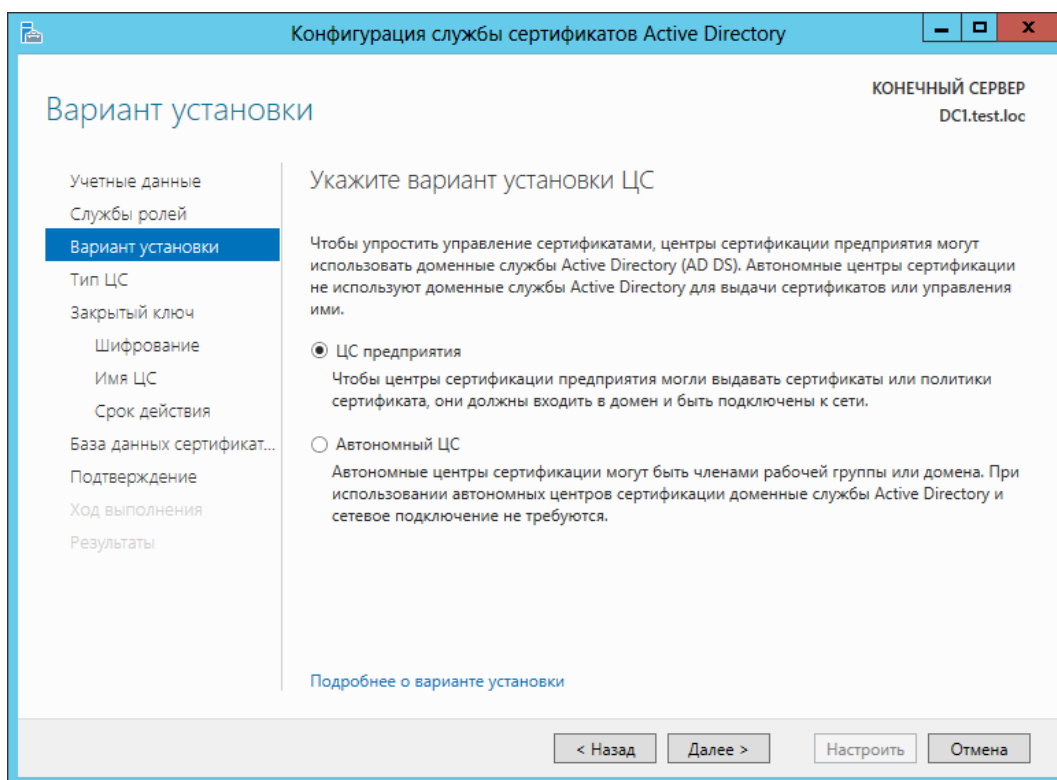 Конфигурация службы сертификатов Active Directory
Вариант установки
КОНЕЧНЫЙ СЕРВЕР
DC1.test.loc
Учетные данные
Службы ролей
Вариант установки
Тип ЦС
Закрытый ключ
Шифрование
Имя ЦС
Срок действия
База данных сертификат...
Подтверждение
Ход выполнения
Результаты
Укажите вариант установки ЦС
Чтобы упростить управление сертификатами, центры сертификации предприятия могут
использовать доменные службы Active Directory (AD DS). Автономные центры сертификации
не используют доменные службы Active Directory для выдачи сертификатов или управления
ими.
ЦС предприятия
Чтобы центры сертификации предприятия могли выдавать сертификаты или политики
сертификата, они должны входить в домен и быть подключены к сети.
Автономный ЦС
Автономные центры сертификации могут быть членами рабочей группы или домена. При
использовании автономных центров сертификации доменные службы Active Directory и
сетевое подключение не требуются.
Подробнее о варианте установки
< Назад
Далее >
Настроить
Отмена